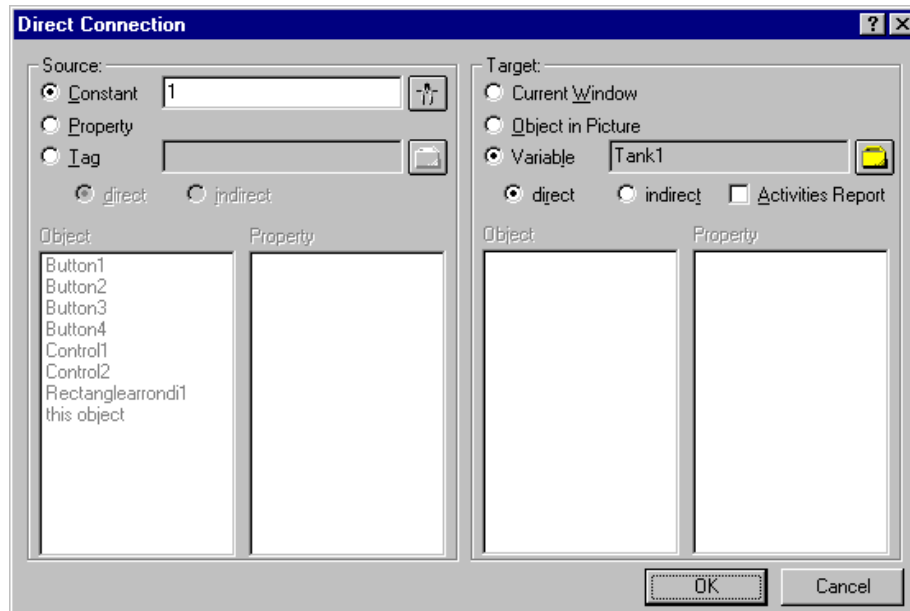 Direct Connection
Source:
Constant 1
Property
Tag
direct indirect
Object Property
Button1
Button2
Button3
Button4
Control1
Control2
Rectanglearrondi1
this object
Target:
Current Window
Object in Picture
Variable Tank1
direct indirect Activities Report
Object Property
OK Cancel